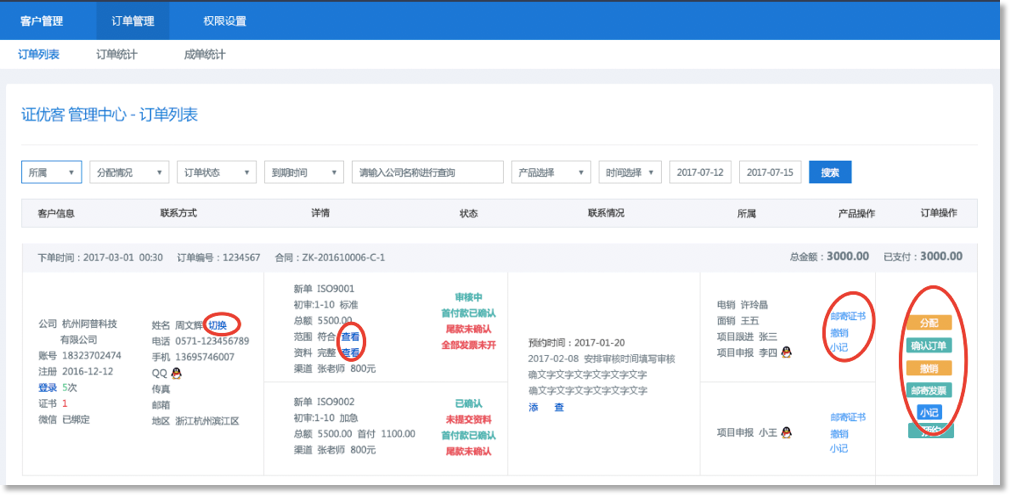 客户管理 订单管理 权限设置
订单列表 订单统计 成单统计
证优客 管理中心 - 订单列表
所属 分配情况 订单状态 到期时间 请输入公司名称进行查询 产品选择 时间选择 2017-07-12 2017-07-15 搜索
客户信息 联系方式 详情 状态 联系情况 所属 产品操作 订单操作
下单时间：2017-03-01 00:30 订单编号：1234567 合同：ZK-201610006-C-1 总金额：3000.00 已支付：3000.00
公司 杭州阿普科技
有限公司
账号 18323702474
注册 2016-12-12
登录 5次
证书 1
微信 已绑定
姓名 周文辉 切换
电话 0571-123456789
手机 13695746007
QQ
传真
邮箱
地区 浙江杭州滨江区
新单 ISO9001
初审:1-10 标准
总额 5500.00
范围 符合 查看
资料 完整 查看
渠道 张老师 800元
审核中
首付款已确认
尾款未确认
全部发票未开
新单 ISO9002
初审:1-10 加急
总额 5500.00 首付 1100.00
渠道 张老师 800元
已确认
未提交资料
首付款已确认
尾款未确认
预约时间：2017-01-20
2017-02-08 安排审核时间填写审核
确文字文字文字文字文字文字
确文字文字文字文字文字文字
添 查
电销 许玲晶
面销 王五
项目跟进 张三
项目申报 李四
邮寄证书
撤销
小记
项目申报 小王
邮寄证书
撤销
小记
分配
确认订单
撤销
邮寄发票
小记
预约